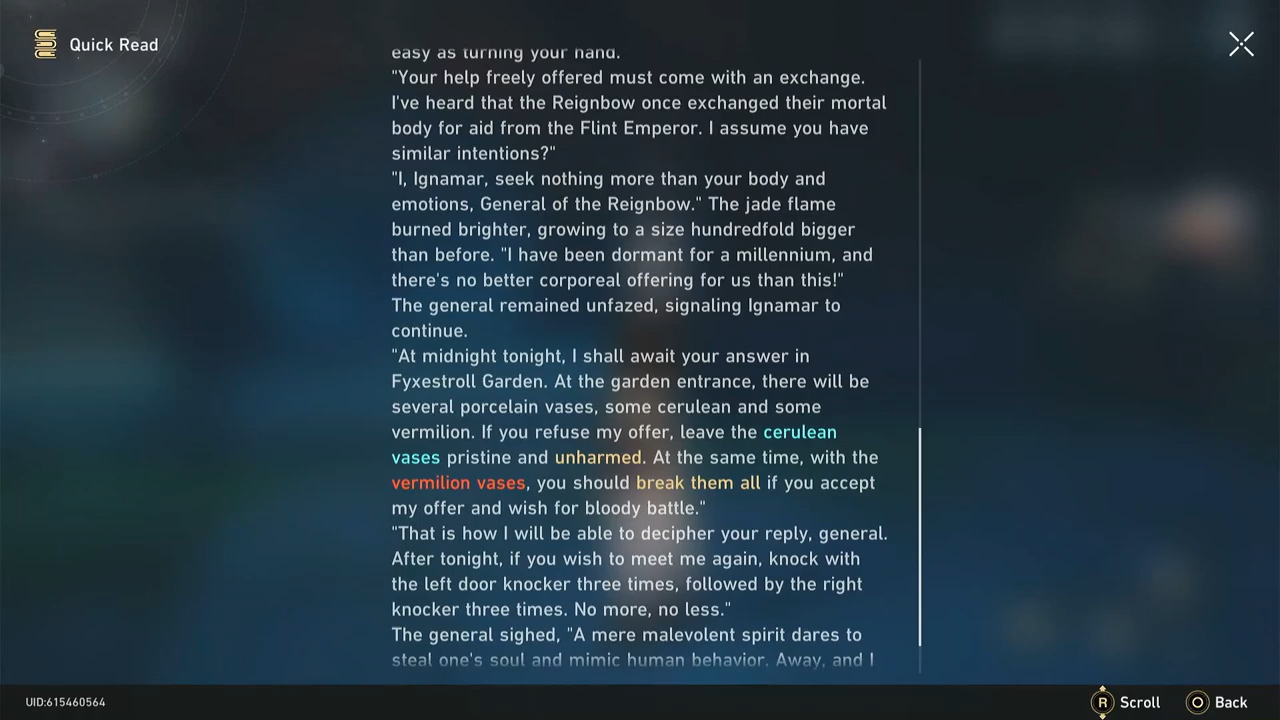 Quick Read
easy as turning your hand.
"Your help freely offered must come with an exchange.
I've heard that the Reignbow once exchanged their mortal
body for aid from the Flint Emperor. I assume you have
similar intentions?"
"I, Ignamar, seek nothing more than your body and
emotions, General of the Reignbow." The jade flame
burned brighter, growing to a size hundredfold bigger
than before. "I have been dormant for a millennium, and
there's no better corporeal offering for us than this!"
The general remained unfazed, signaling Ignamar to
continue.
"At midnight tonight, I shall await your answer in
Fyxestroll Garden. At the garden entrance, there will be
several porcelain vases, some cerulean and some
vermilion. If you refuse my offer, leave the cerulean
vases pristine and unharmed. At the same time, with the
vermilion vases, you should break them all if you accept
my offer and wish for bloody battle."
"That is how I will be able to decipher your reply, general.
After tonight, if you wish to meet me again, knock with
the left door knocker three times, followed by the right
knocker three times. No more, no less."
The general sighed, "A mere malevolent spirit dares to
steal one's soul and mimic human behavior. Away, and I
UID:615460564
R Scroll
Back